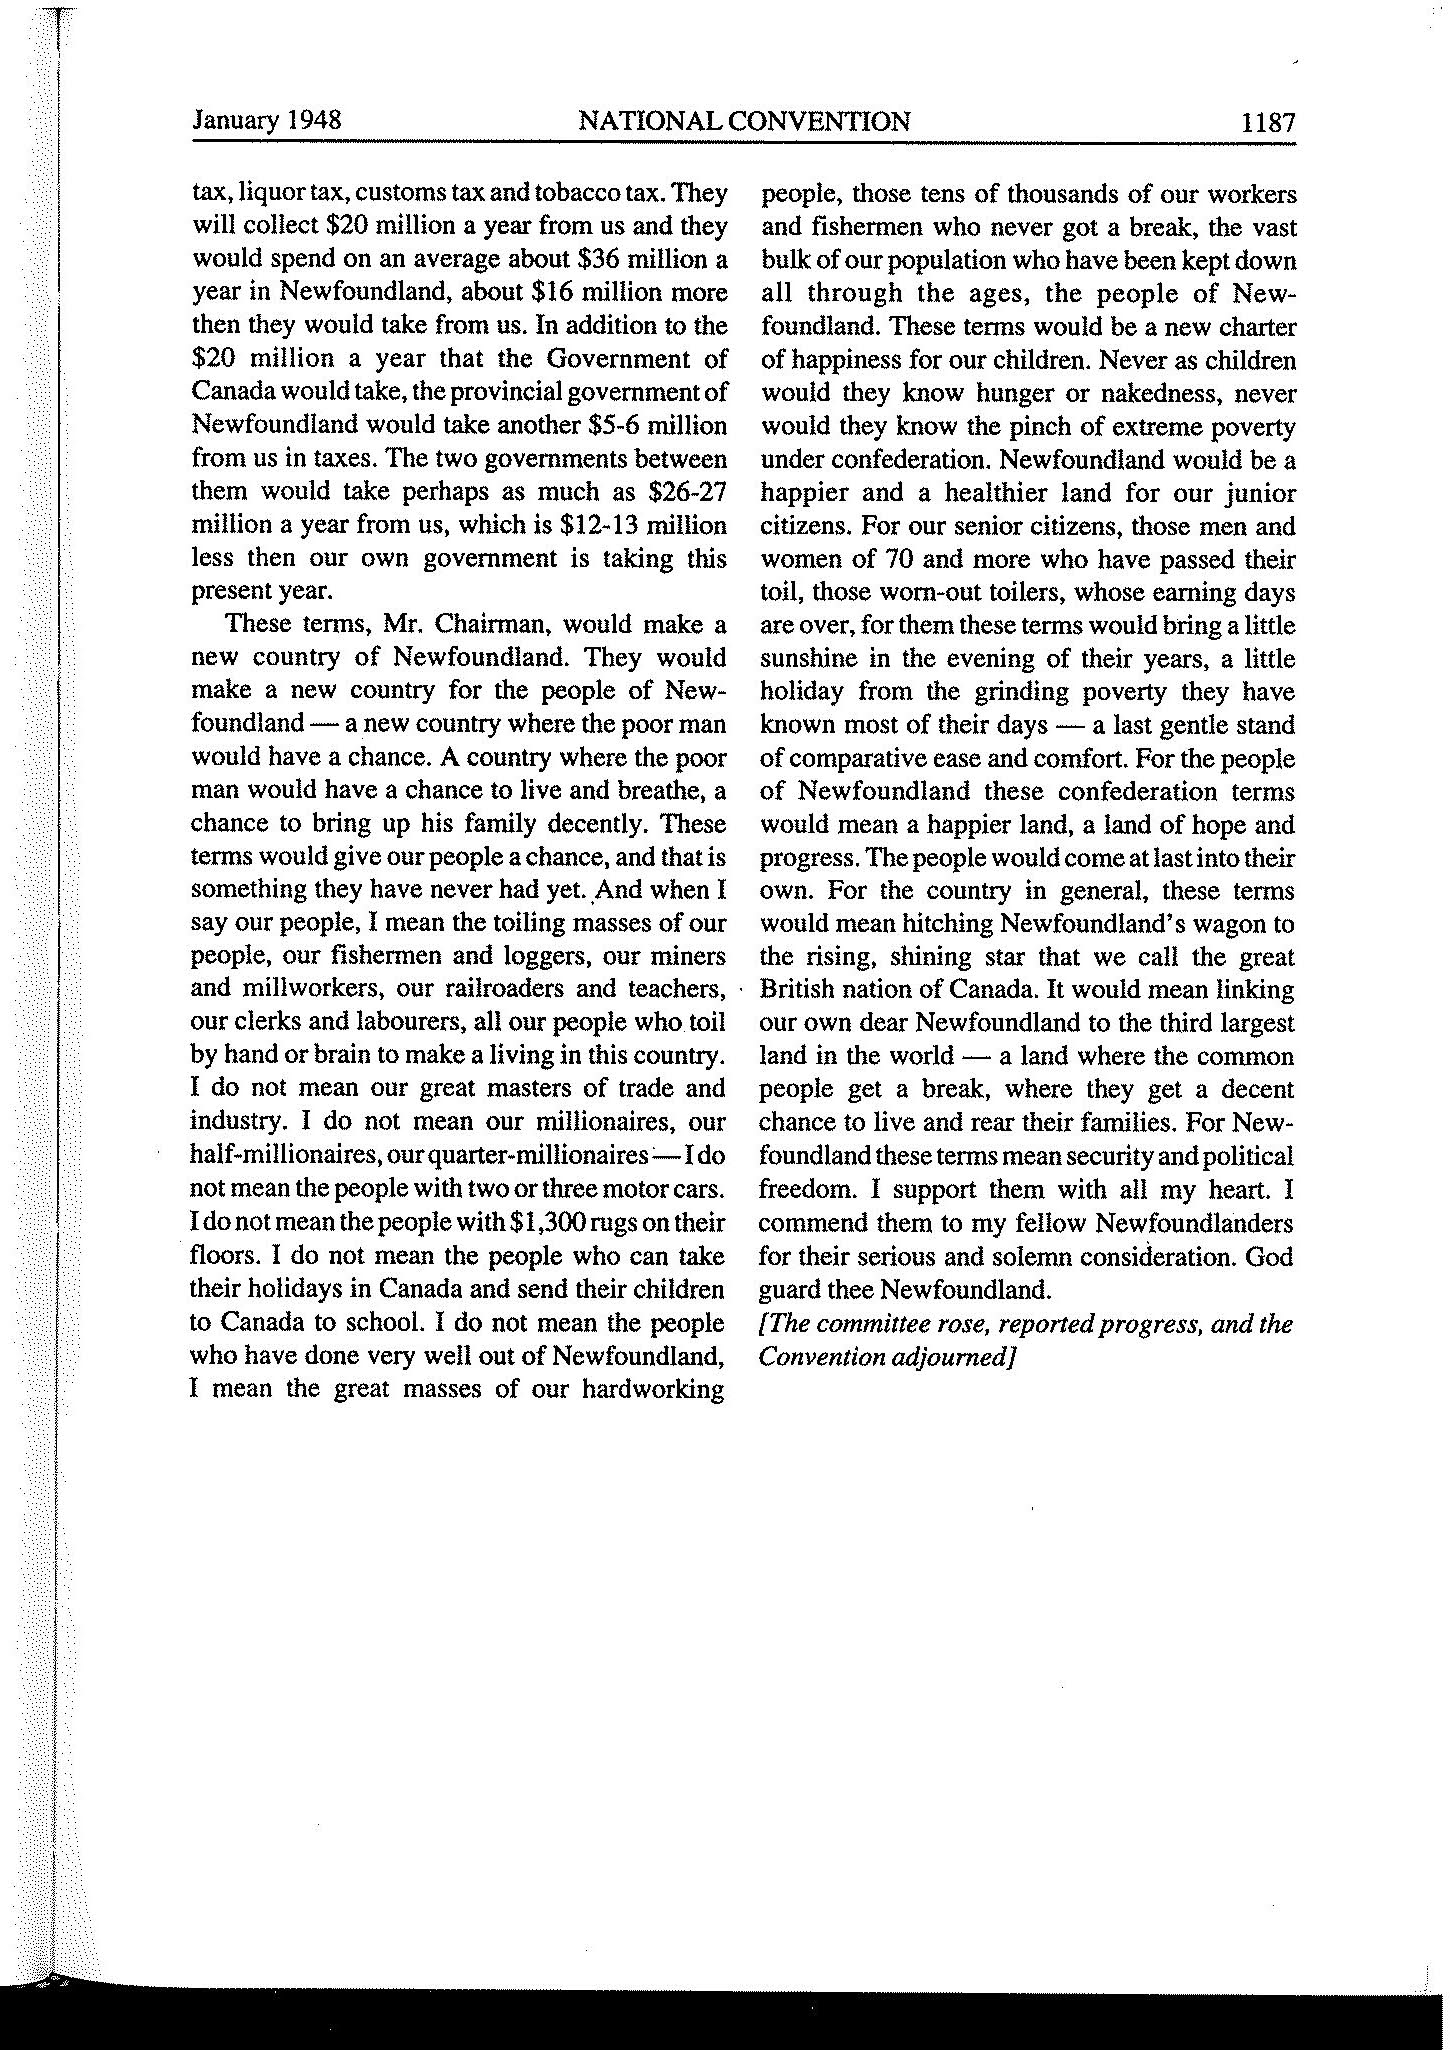 January 1948 NATIONAL CONVENTION 1187
tax, liquor tax, customs tax and tobacco tax. They
will collect $20 million a year from us and they
would spend on an average about $36 million a
year in Newfoundland, about $16 million more
then they would take from us. In addition to the
$20 million a year that the Government of
Canada would take, the provincial government of
Newfoundland would take another $5-6 million
from us in taxes. The two governments between
them would take perhaps as much as $26-27
million a year from us, which is $12-13 million
less then our own government is taking this
present year.
These terms, Mr. Chairman, would make a
new country of Newfoundland. They would
make a new country for the people of New-
foundland — a new country where the poor man
would have a chance. A country where the poor
man would have a chance to live and breathe, a
chance to bring up his family decently. These
terms would give our people a chance, and that is
something they have never had yet. And when I
say our people, I mean the toiling masses of our
people, our fishermen and loggers, our miners
and millworkers, our railroaders and teachers,
our clerks and labourers, all our people who toil
by hand or brain to make a living in this country.
I do not mean our great masters of trade and
industry. I do not mean our millionaires, our
half-millionaires, our quarter-millionaires — I do
not mean the people with two or three motor cars.
I do not mean the people with $1,300 rugs on their
floors. I do not mean the people who can take
their holidays in Canada and send their children
to Canada to school. I do not mean the people
who have done very well out of Newfoundland,
I mean the great masses of our hardworking
people, those tens of thousands of our workers
and fishermen who never got a break, the vast
bulk of our population who have been kept down
all through the ages, the people of New-
foundland. These terms would be a new charter
of happiness for our children. Never as children
would they know hunger or nakedness, never
would they know the pinch of extreme poverty
under confederation. Newfoundland would be a
happier and a healthier land for our junior
citizens. For our senior citizens, those men and
women of 70 and more who have passed their
toil, those worn-out toilers, whose earning days
are over, for them these terms would bring a little
sunshine in the evening of their years, a little
holiday from the grinding poverty they have
known most of their days — a last gentle stand
of comparative ease and comfort. For the people
of Newfoundland these confederation terms
would mean a happier land, a land of hope and
progress. The people would come at last into their
own. For the country in general, these terms
would mean hitching Newfoundland's wagon to
the rising, shining star that we call the great
British nation of Canada. It would mean linking
our own dear Newfoundland to the third largest
land in the world — a land where the common
people get a break, where they get a decent
chance to live and rear their families. For New-
foundland these terms mean security and political
freedom. I support them with all my heart. I
commend them to my fellow Newfoundlanders
for their serious and solemn consideration. God
guard thee Newfoundland.
[The committee rose, reported progress, and the
Convention adjourned]